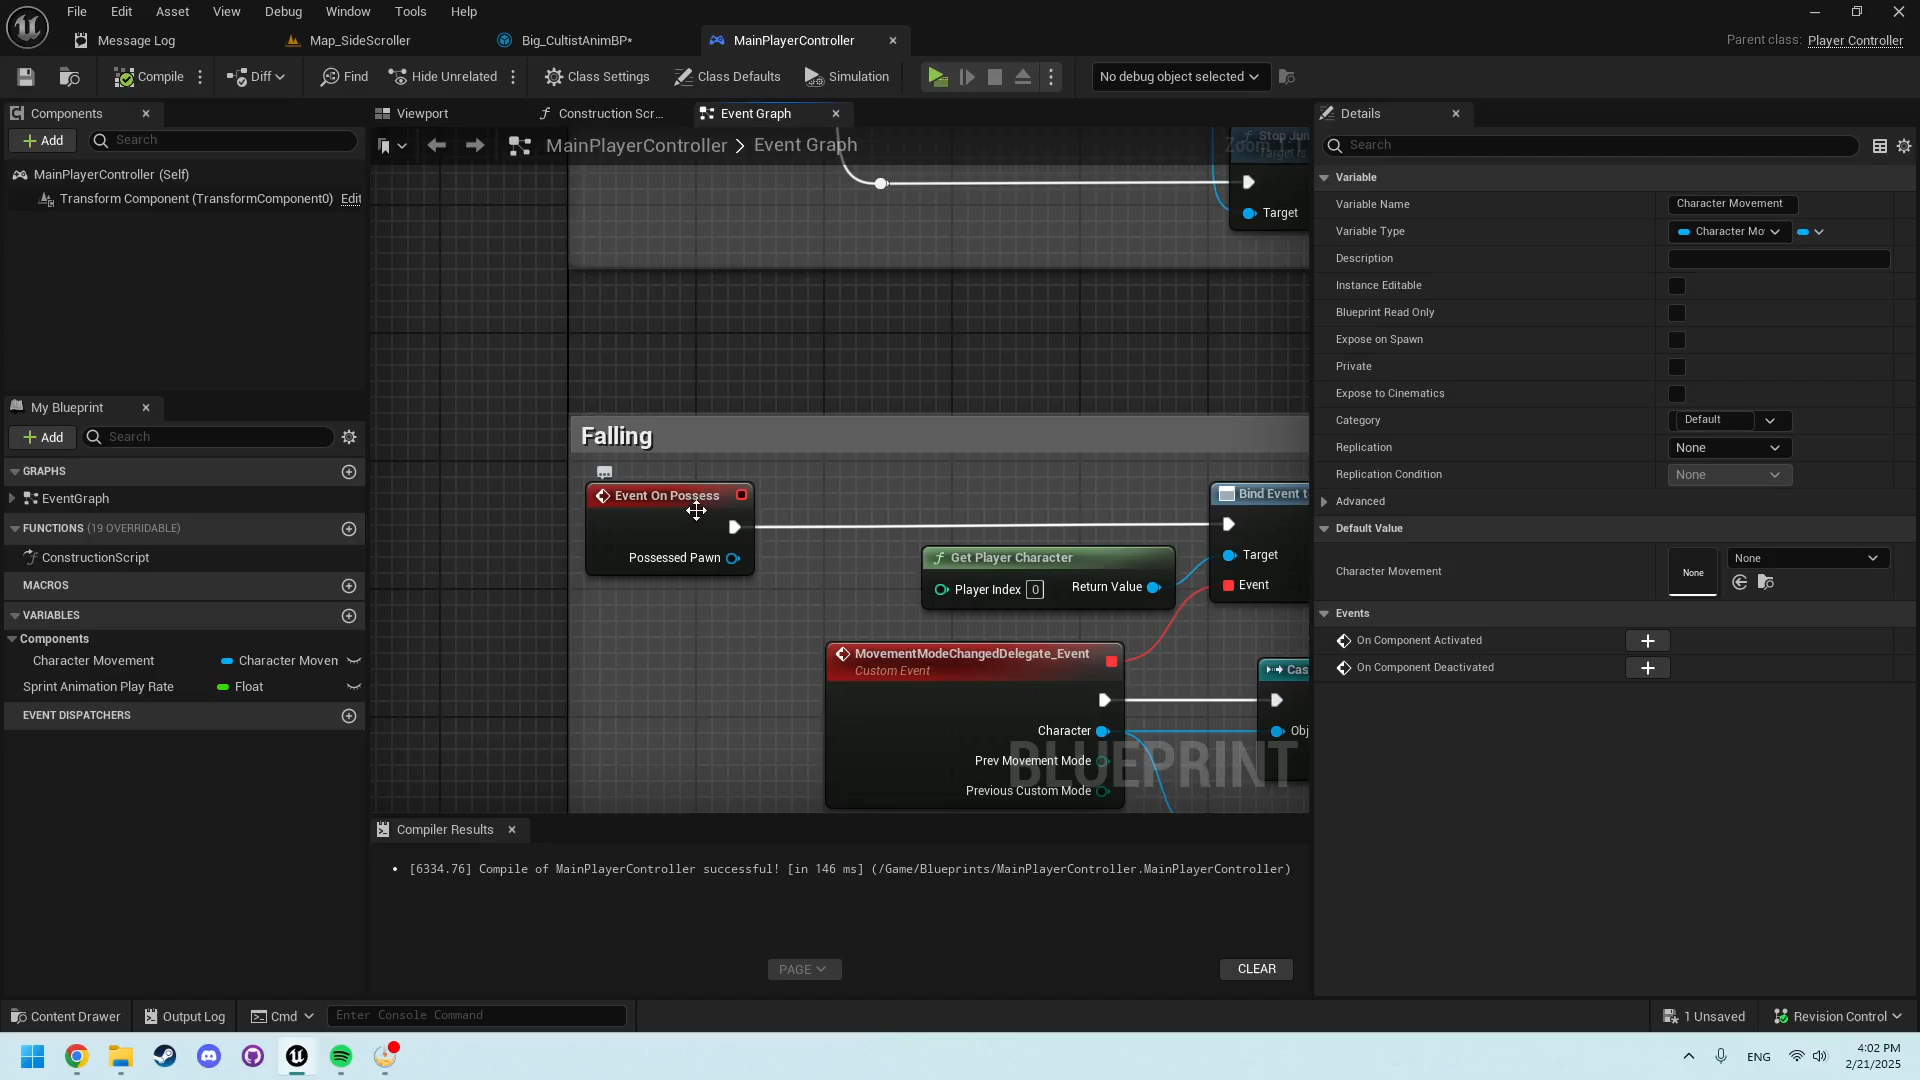 File Edit Asset View Debug Window Tools Help
Message Log Map_SideScroller Big_CultistAnimBP* MainPlayerController Parent class: Player Controller
Compile Diff Find Hide Unrelated Class Settings Class Defaults Simulation No debug object selected
Components
Add Search
MainPlayerController (Self)
Transform Component (TransformComponent0) Edit
My Blueprint
Add Search
GRAPHS
EventGraph
FUNCTIONS (19 OVERRIDABLE)
ConstructionScript
MACROS
VARIABLES
Components
Character Movement Character Moven
Sprint Animation Play Rate Float
EVENT DISPATCHERS
Viewport Construction Scr... Event Graph
MainPlayerController > Event Graph
Zoom 1:1
Stop Jum
Target is
Target
Falling
Event On Possess
Possessed Pawn
Get Player Character
Player Index 0 Return Value
Bind Event to
Target
Event
MovementModeChangedDelegate_Event
Custom Event
Character
Prev Movement Mode
Previous Custom Mode
Cas
Obj
BLUEPRINT
Compiler Results
• [6334.76] Compile of MainPlayerController successful! [in 146 ms] (/Game/Blueprints/MainPlayerController.MainPlayerController)
PAGE CLEAR
Details
Search
Variable
Variable Name Character Movement
Variable Type Character Mo
Description
Instance Editable
Blueprint Read Only
Expose on Spawn
Private
Expose to Cinematics
Category Default
Replication None
Replication Condition None
Advanced
Default Value
Character Movement None None
Events
On Component Activated
On Component Deactivated
Content Drawer Output Log Cmd Enter Console Command 1 Unsaved Revision Control
ENG 4:02 PM
2/21/2025